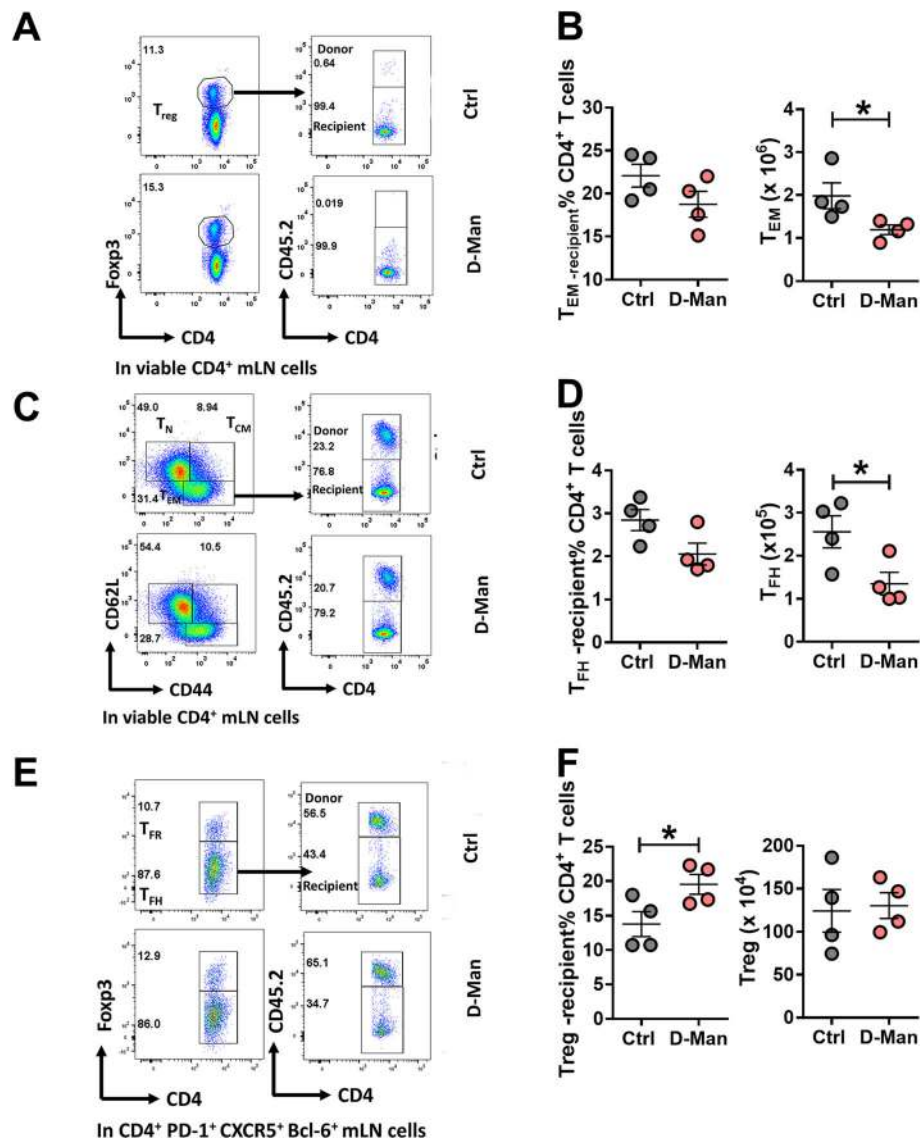 A
11.3
Treg
Donor
0.64
99.4
Recipient
Ctrl
15.3
0.019
99.9
D-Man
Foxp3
CD4
CD45.2
CD4
In viable CD4+ mLN cells
B
TEM -recipient% CD4+ T cells
25
20
15
10
Ctrl
D-Man
TEM (x 10^6)
4
3
2
1
0
*
Ctrl
D-Man
C
49.0
8.94
TN
TCM
31.4
TEM
Donor
23.2
76.8
Recipient
Ctrl
54.4
10.5
28.7
20.7
79.2
D-Man
CD62L
CD44
CD45.2
CD4
In viable CD4+ mLN cells
D
TFH -recipient% CD4+ T cells
4
3
2
1
0
Ctrl
D-Man
TFH (x10^5)
4
3
2
1
0
*
Ctrl
D-Man
E
10.7
TFR
87.6
TFH
Donor
56.5
43.4
Recipient
Ctrl
12.9
86.0
65.1
34.7
D-Man
Foxp3
CD4
CD45.2
CD4
In CD4+ PD-1+ CXCR5+ Bcl-6+ mLN cells
F
Treg -recipient% CD4+ T cells
25
20
15
10
5
0
*
Ctrl
D-Man
Treg (x 10^4)
200
150
100
50
0
Ctrl
D-Man